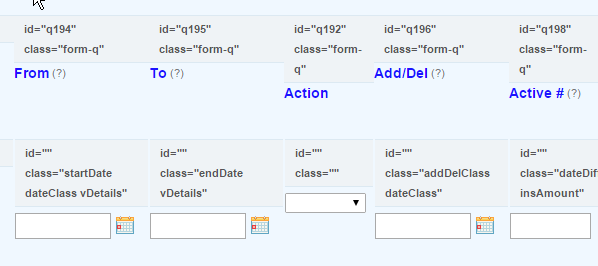 id="q194" id="q195" id="q192" id="q196" id="q198"
class="form-q" class="form-q" class="form- class="form-q" class="form-
q" q"
From (?) To (?) Add/Del (?)
Action Active # (?)
id="" id="" id="" id="" id=""
class="startDate class="endDate class="" class="addDelClass class="dateDif
dateClass vDetails" vDetails" dateClass" insAmount"